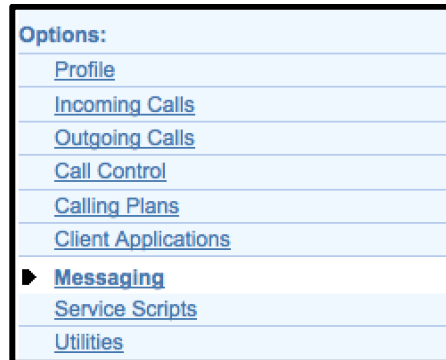 Options:
Profile
Incoming Calls
Outgoing Calls
Call Control
Calling Plans
Client Applications
Messaging
Service Scripts
Utilities